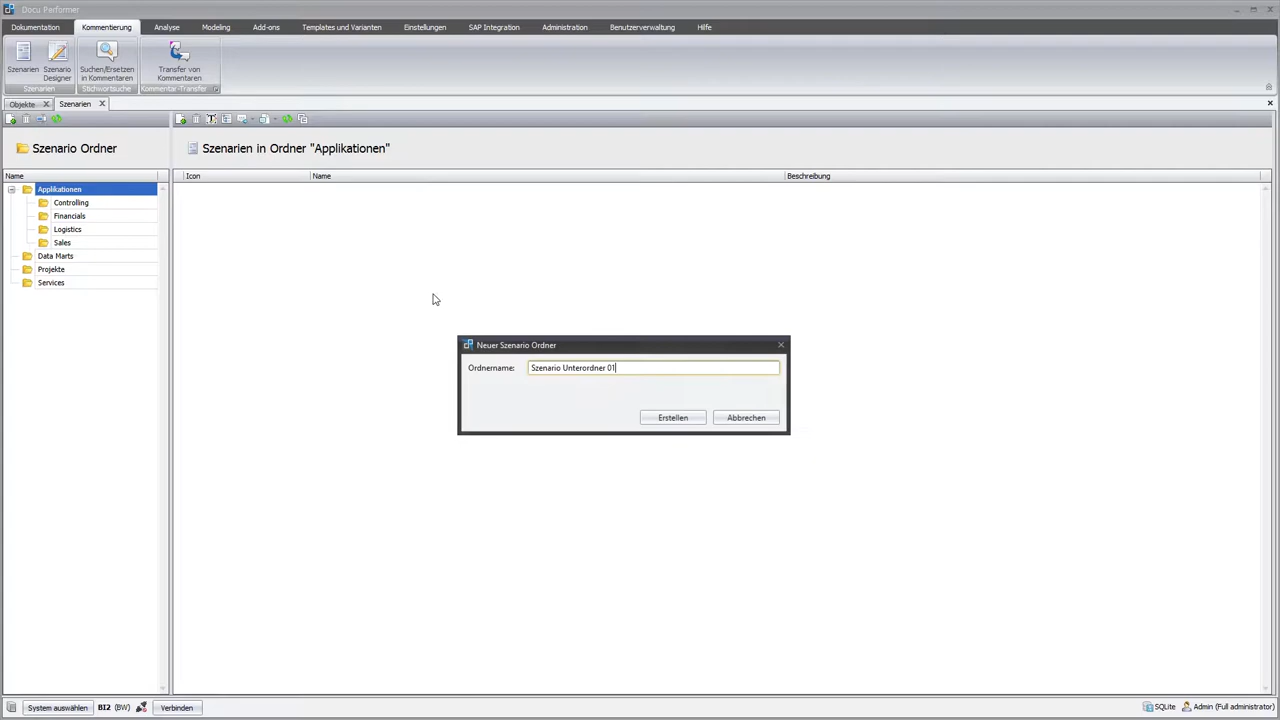 Docu Performer
Dokumentation Kommentierung Analyse Modeling Add-ons Templates und Varianten Einstellungen SAP Integration Administration Benutzerverwaltung Hilfe
Szenarien
Szenario Designer
Suchen/Ersetzen in Kommentaren
Transfer von Kommentaren
Szenarien Stichwortsuche Kommentar-Transfer
Objekte Szenarien
Szenario Ordner
Szenarien in Ordner "Applikationen"
Name Icon Name Beschreibung
Applikationen
Controlling
Financials
Logistics
Sales
Data Marts
Projekte
Services
Neuer Szenario Ordner
Ordnername: Szenario Unterordner 01
Erstellen Abbrechen
System auswählen BI2 (BW) Verbinden SQLite Admin (Full administrator)